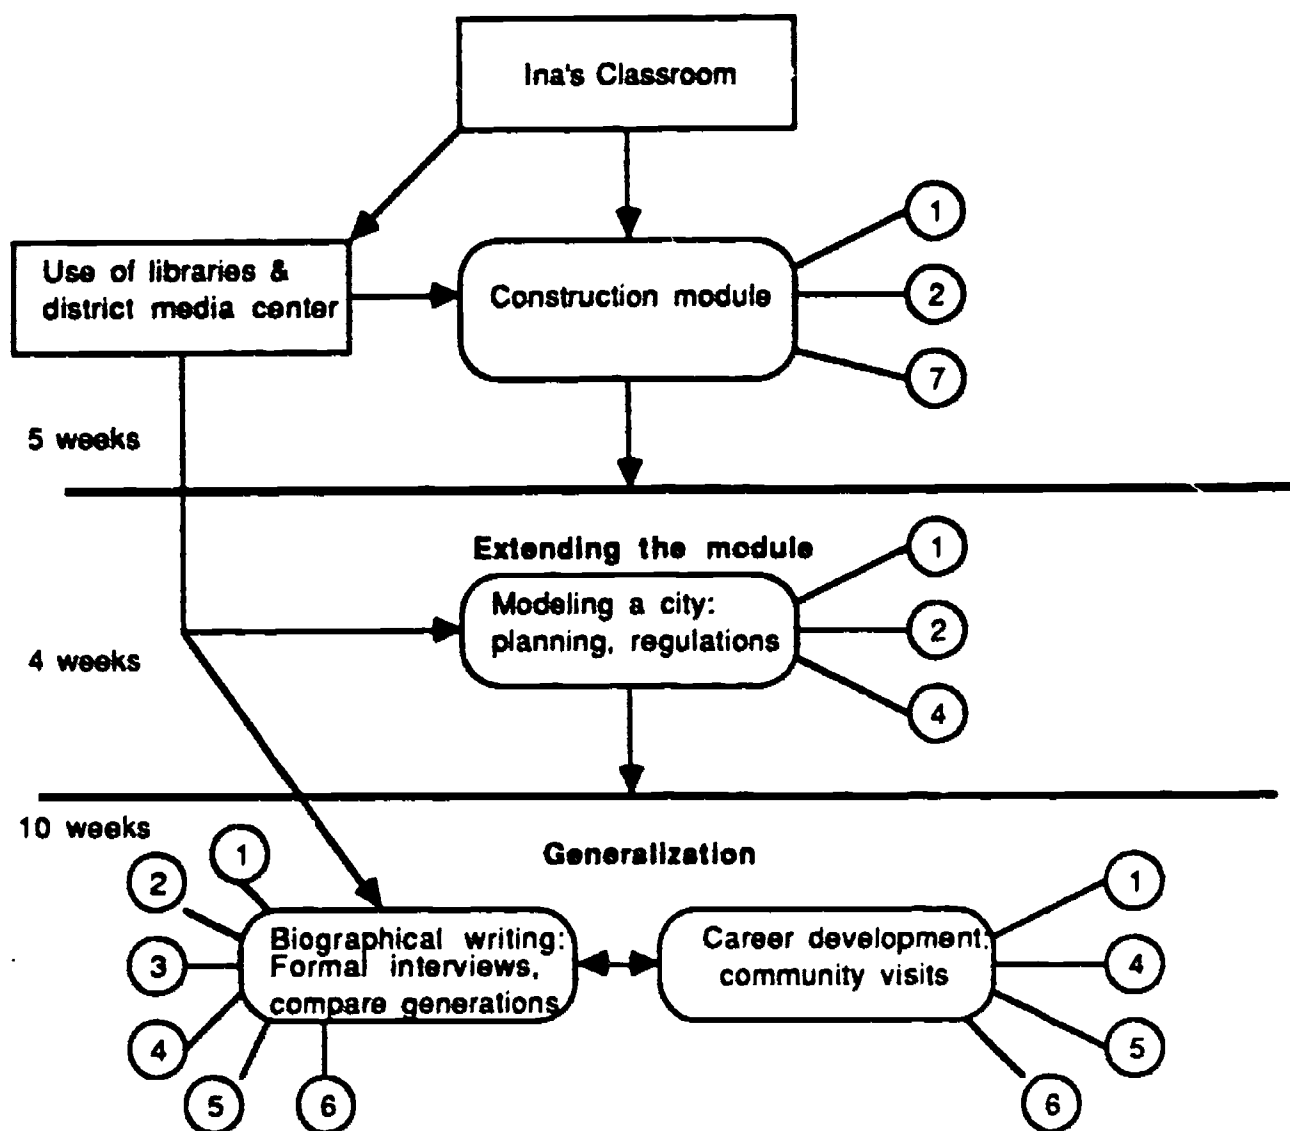 Ina's Classroom
Use of libraries &
district media center
Construction module
1
2
7
5 weeks
Extending the module
Modeling a city:
planning, regulations
1
2
4
4 weeks
10 weeks
Generalization
1
2
3
4
5
6
Biographical writing:
Formal interviews,
compare generations
Career development:
community visits
1
4
5
6